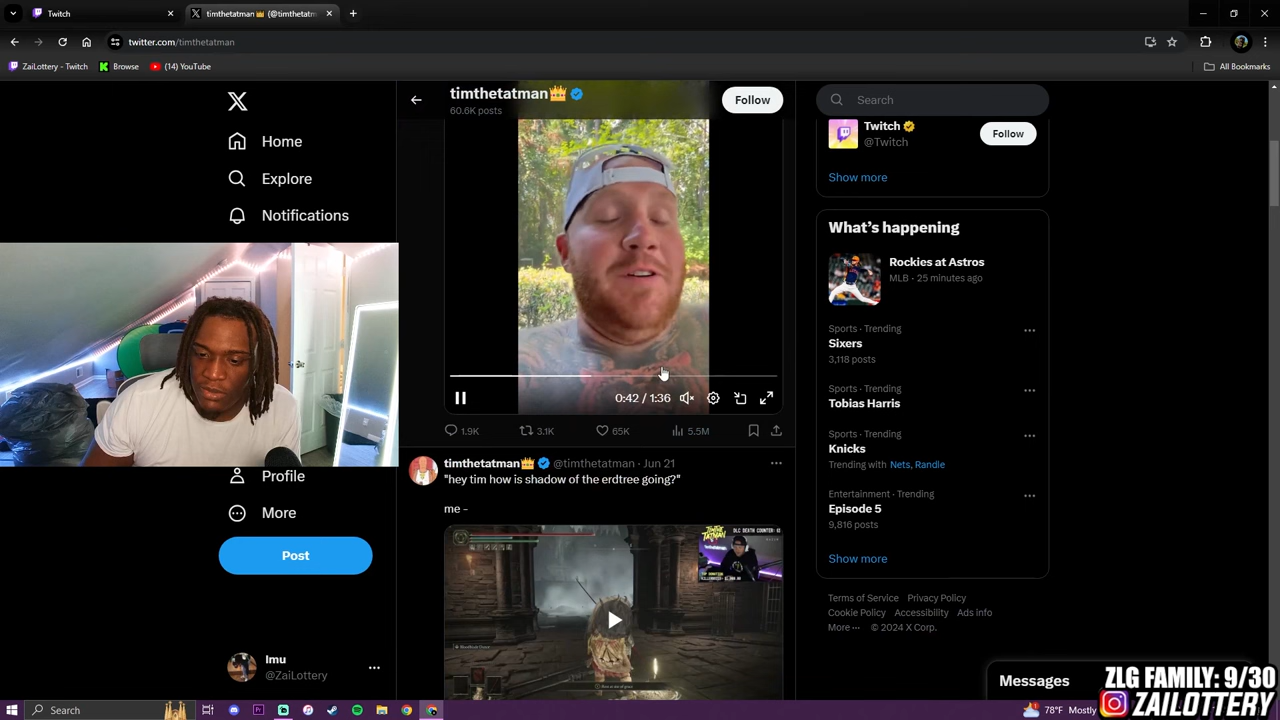 Twitch
timthetatman👑 (@timthetatm
twitter.com/timthetatman
ZaiLottery - Twitch
Browse
(14) YouTube
All Bookmarks
Home
Explore
Notifications
Profile
More
Post
Imu
@ZaiLottery
timthetatman👑
60.6K posts
Follow
0:42 / 1:36
1.9K
3.1K
65K
5.5M
timthetatman👑 @timthetatman · Jun 21
"hey tim how is shadow of the erdtree going?"
me -
DLC DEATH COUNTER:
TIMTHETATMAN
Search
Twitch
@Twitch
Follow
Show more
What's happening
Rockies at Astros
MLB · 25 minutes ago
Sports · Trending
Sixers
3,118 posts
Sports · Trending
Tobias Harris
Sports · Trending
Knicks
Trending with Nets, Randle
Entertainment · Trending
Episode 5
9,816 posts
Show more
Terms of Service Privacy Policy
Cookie Policy Accessibility Ads info
More ··· © 2024 X Corp.
Messages
ZLG FAMILY: 9/30
ZAILOTTERY
Search
78°F Mostly